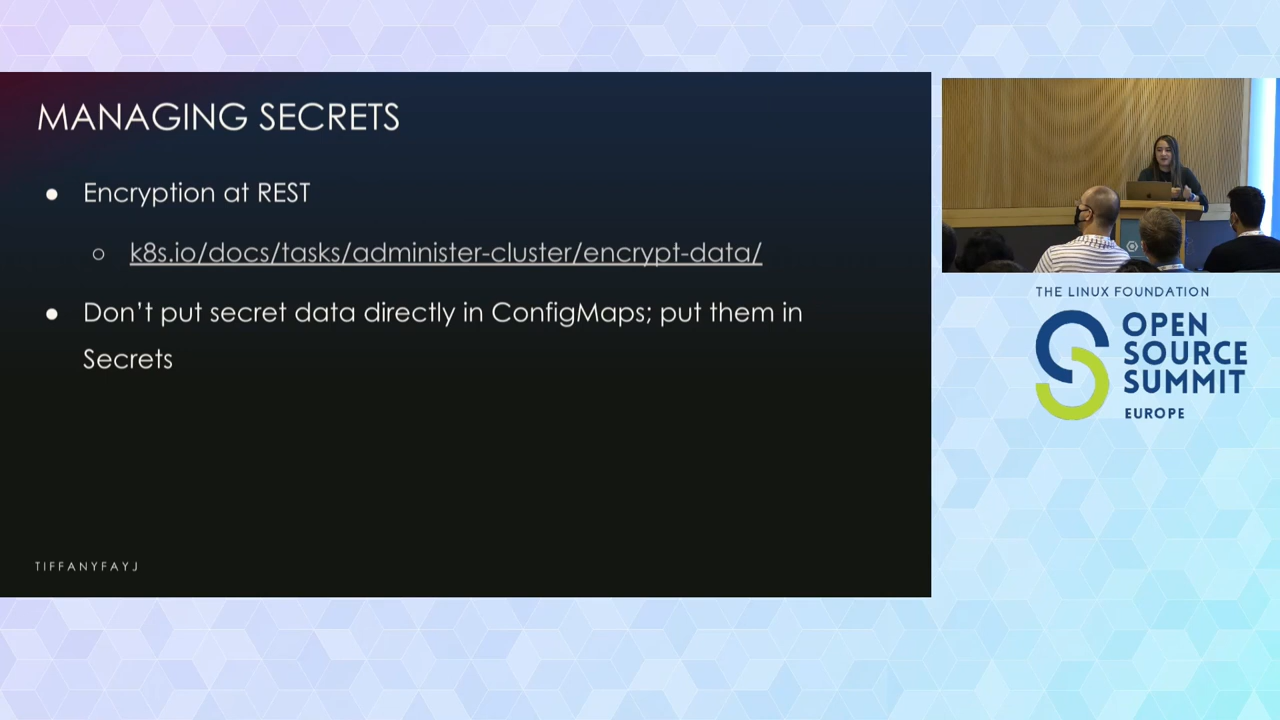 MANAGING SECRETS
● Encryption at REST
○ k8s.io/docs/tasks/administer-cluster/encrypt-data/
● Don’t put secret data directly in ConfigMaps; put them in
Secrets
TIFFANYFAYJ
THE LINUX FOUNDATION
OPEN
SOURCE
SUMMIT
EUROPE